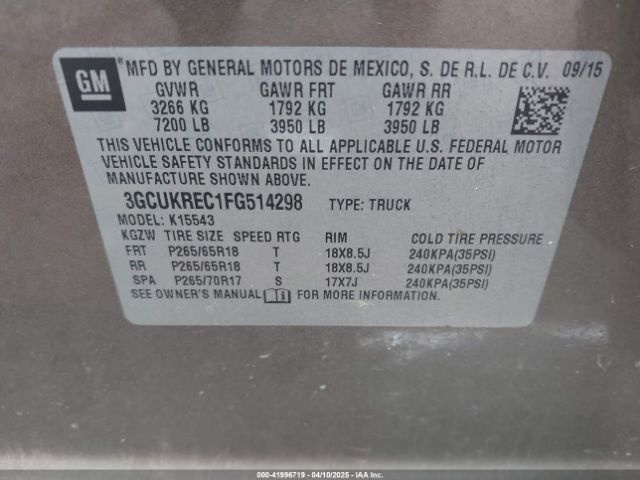 GM
MFD BY GENERAL MOTORS DE MEXICO, S. DE R.L. DE C.V. 09/15
GVWR GAWR FRT GAWR RR
3266 KG 1792 KG 1792 KG
7200 LB 3950 LB 3950 LB
THIS VEHICLE CONFORMS TO ALL APPLICABLE U.S. FEDERAL MOTOR
VEHICLE SAFETY STANDARDS IN EFFECT ON THE DATE OF
MANUFACTURE SHOWN ABOVE.
3GCUKREC1FG514298 TYPE: TRUCK
MODEL: K15543
KGZW TIRE SIZE SPEED RTG RIM COLD TIRE PRESSURE
FRT P265/65R18 T 18X8.5J 240KPA(35PSI)
RR P265/65R18 T 18X8.5J 240KPA(35PSI)
SPA P265/70R17 S 17X7J 240KPA(35PSI)
SEE OWNER'S MANUAL FOR MORE INFORMATION.
000-41996719 - 04/10/2025 - IAAI.COM